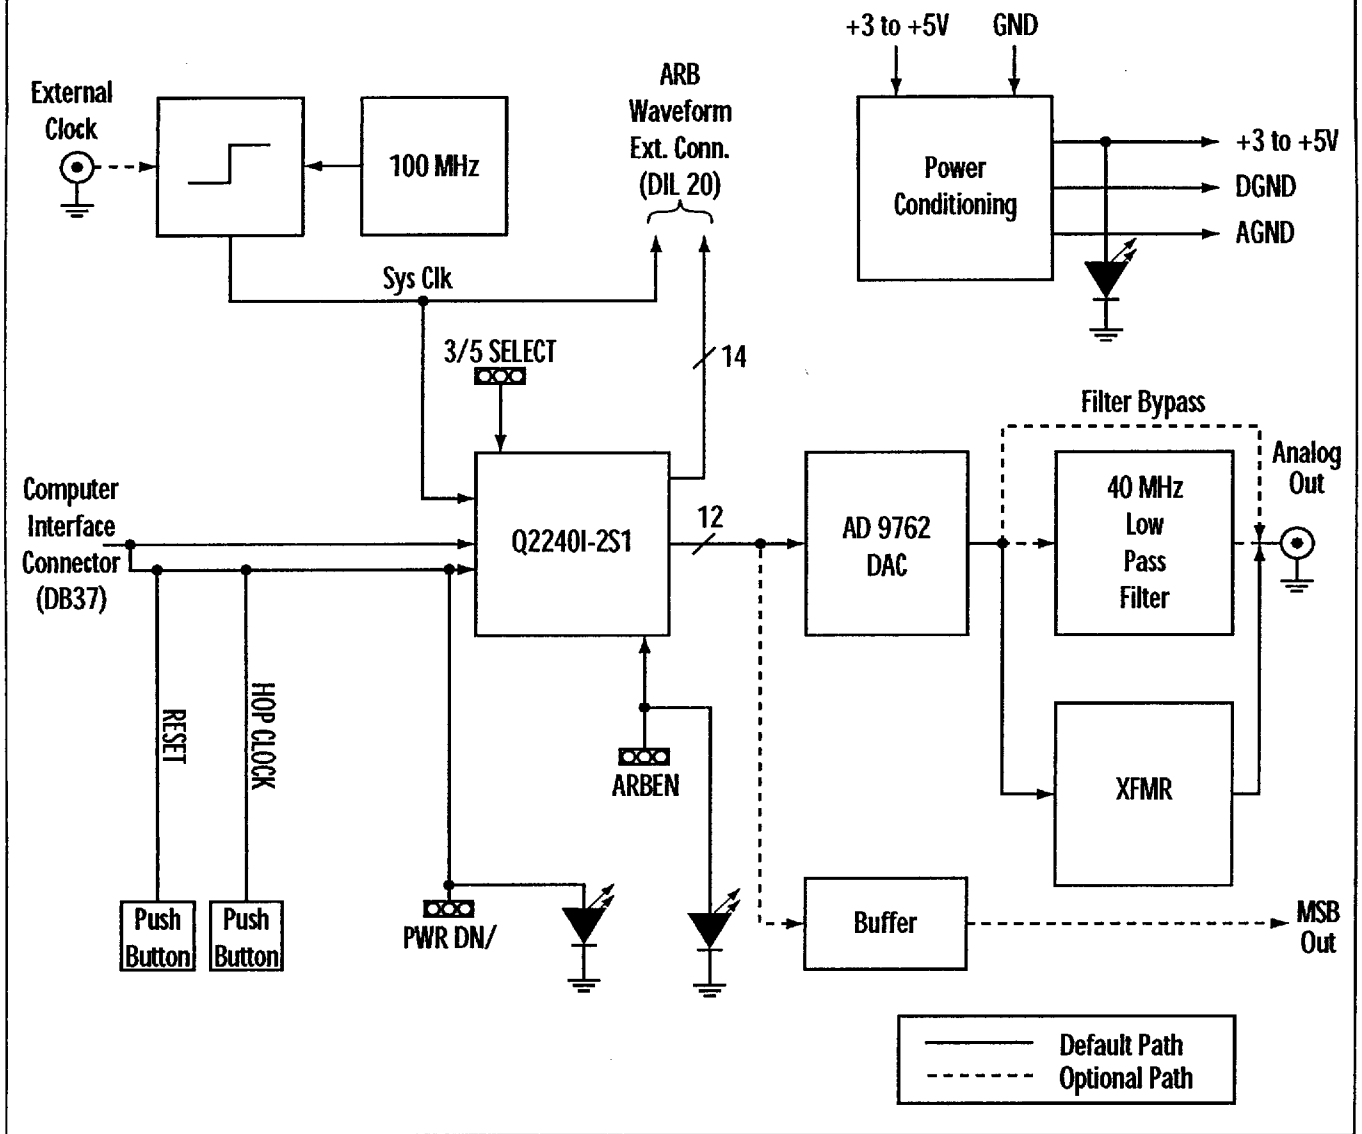 +3 to +5V
GND
External
Clock
100 MHz
ARB
Waveform
Ext. Conn.
(DIL 20)
Power
Conditioning
+3 to +5V
DGND
AGND
Sys Clk
3/5 SELECT
14
Filter Bypass
Analog
Out
Computer
Interface
Connector
(DB37)
Q2240I-2S1
12
AD 9762
DAC
40 MHz
Low
Pass
Filter
RESET
HOP CLOCK
ARBEN
XFMR
Push
Button
Push
Button
PWR DN/
Buffer
MSB
Out
Default Path
Optional Path